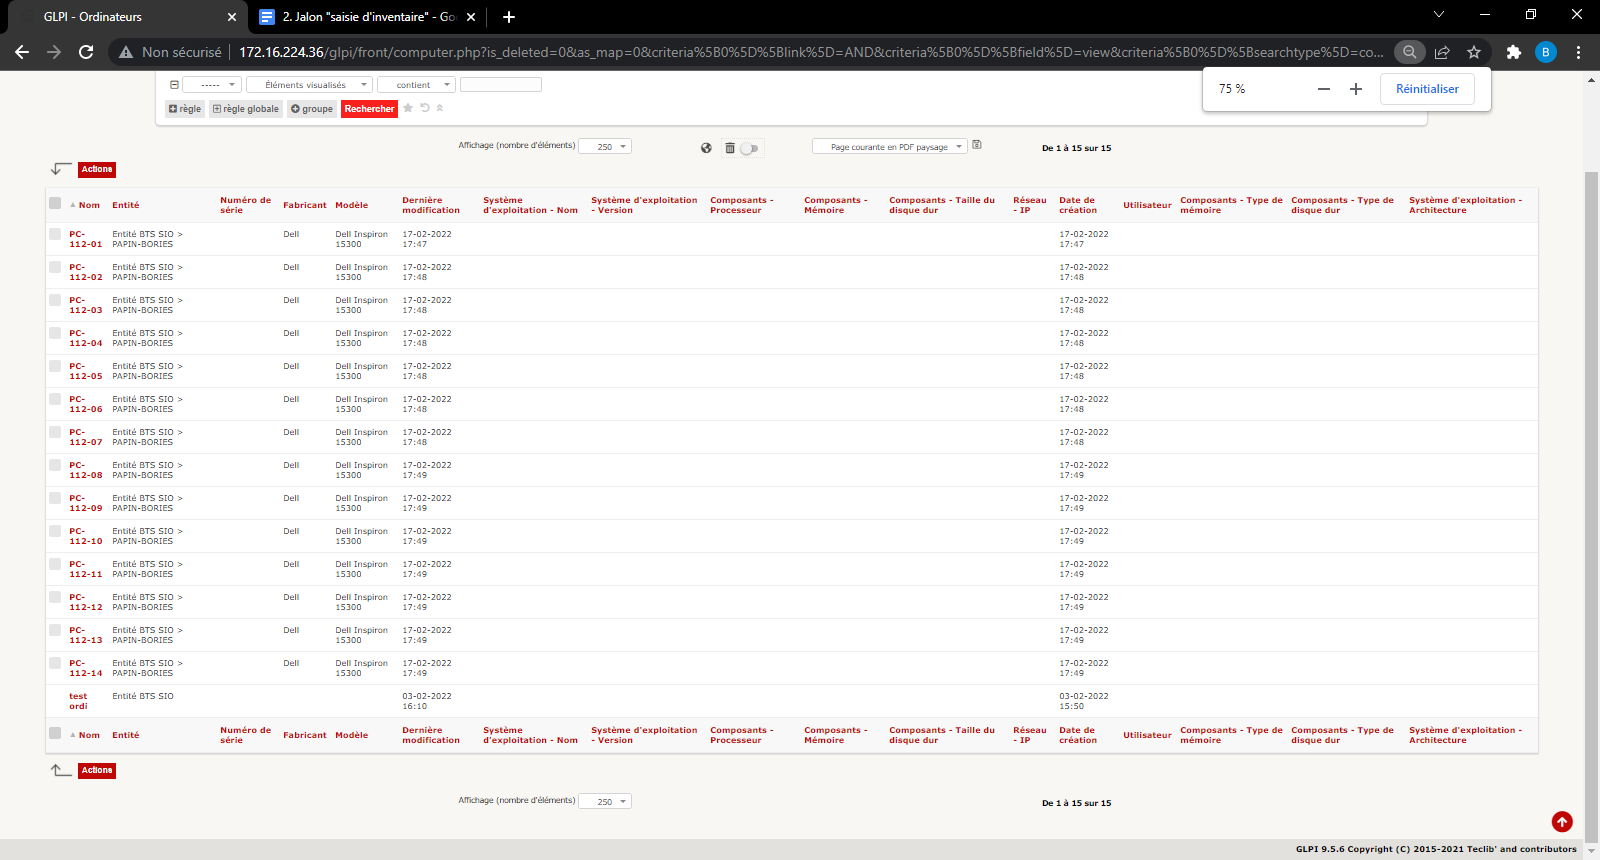 GLPI - Ordinateurs
2. Jalon "saisie d'inventaire" - Go
Non sécurisé 172.16.224.36/glpi/front/computer.php?is_deleted=0&as_map=0&criteria%5B0%5D%5Blink%5D=AND&criteria%5B0%5D%5Bfield%5D=view&criteria%5B0%5D%5Bsearchtype%5D=co...
B
75 %
Réinitialiser
-----
Éléments visualisés
contient
règle
règle globale
groupe
Rechercher
Affichage (nombre d'éléments) 250
Page courante en PDF paysage
De 1 à 15 sur 15
Actions
Nom Entité Numéro de série Fabricant Modèle Dernière modification Système d'exploitation - Nom Système d'exploitation - Version Composants - Processeur Composants - Mémoire Composants - Taille du disque dur Réseau - IP Date de création Utilisateur Composants - Type de mémoire Composants - Type de disque dur Système d'exploitation - Architecture
PC-112-01 Entité BTS SIO > PAPIN-BORIES Dell Dell Inspiron 15300 17-02-2022 17:47 17-02-2022 17:47
PC-112-02 Entité BTS SIO > PAPIN-BORIES Dell Dell Inspiron 15300 17-02-2022 17:48 17-02-2022 17:48
PC-112-03 Entité BTS SIO > PAPIN-BORIES Dell Dell Inspiron 15300 17-02-2022 17:48 17-02-2022 17:48
PC-112-04 Entité BTS SIO > PAPIN-BORIES Dell Dell Inspiron 15300 17-02-2022 17:48 17-02-2022 17:48
PC-112-05 Entité BTS SIO > PAPIN-BORIES Dell Dell Inspiron 15300 17-02-2022 17:48 17-02-2022 17:48
PC-112-06 Entité BTS SIO > PAPIN-BORIES Dell Dell Inspiron 15300 17-02-2022 17:48 17-02-2022 17:48
PC-112-07 Entité BTS SIO > PAPIN-BORIES Dell Dell Inspiron 15300 17-02-2022 17:48 17-02-2022 17:48
PC-112-08 Entité BTS SIO > PAPIN-BORIES Dell Dell Inspiron 15300 17-02-2022 17:49 17-02-2022 17:49
PC-112-09 Entité BTS SIO > PAPIN-BORIES Dell Dell Inspiron 15300 17-02-2022 17:49 17-02-2022 17:49
PC-112-10 Entité BTS SIO > PAPIN-BORIES Dell Dell Inspiron 15300 17-02-2022 17:49 17-02-2022 17:49
PC-112-11 Entité BTS SIO > PAPIN-BORIES Dell Dell Inspiron 15300 17-02-2022 17:49 17-02-2022 17:49
PC-112-12 Entité BTS SIO > PAPIN-BORIES Dell Dell Inspiron 15300 17-02-2022 17:49 17-02-2022 17:49
PC-112-13 Entité BTS SIO > PAPIN-BORIES Dell Dell Inspiron 15300 17-02-2022 17:49 17-02-2022 17:49
PC-112-14 Entité BTS SIO > PAPIN-BORIES Dell Dell Inspiron 15300 17-02-2022 17:49 17-02-2022 17:49
test ordi Entité BTS SIO 03-02-2022 16:10 03-02-2022 15:50
Nom Entité Numéro de série Fabricant Modèle Dernière modification Système d'exploitation - Nom Système d'exploitation - Version Composants - Processeur Composants - Mémoire Composants - Taille du disque dur Réseau - IP Date de création Utilisateur Composants - Type de mémoire Composants - Type de disque dur Système d'exploitation - Architecture
Actions
Affichage (nombre d'éléments) 250
De 1 à 15 sur 15
GLPI 9.5.6 Copyright (C) 2015-2021 Teclib' and contributors